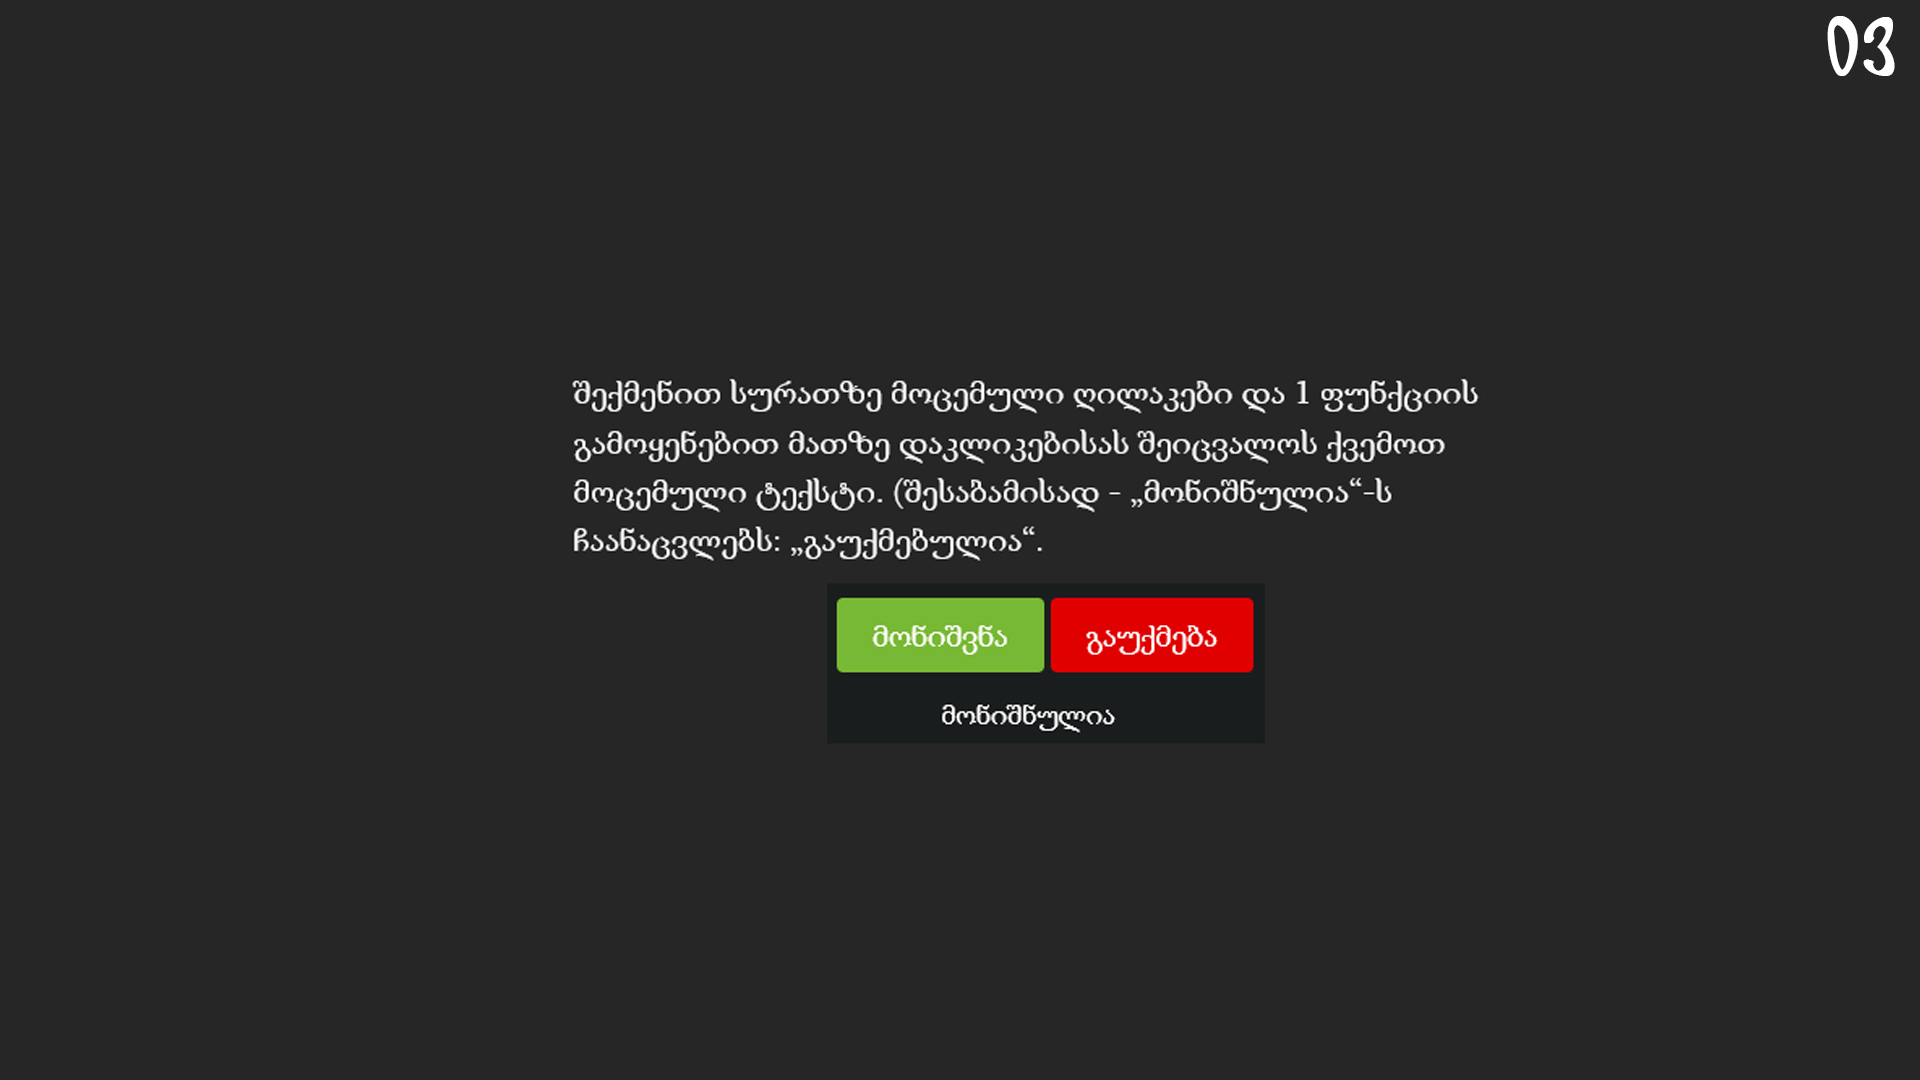 03
შექმენით სურათზე მოცემული ღილაკები და 1 ფუნქციის
გამოყენებით მათზე დაკლიკებისას შეიცვალოს ქვემოთ
მოცემული ტექსტი. (შესაბამისად - „მონიშნულია“-ს
ჩაანაცვლებს: „გაუქმებულია“.
მონიშვნა გაუქმება
მონიშნულია